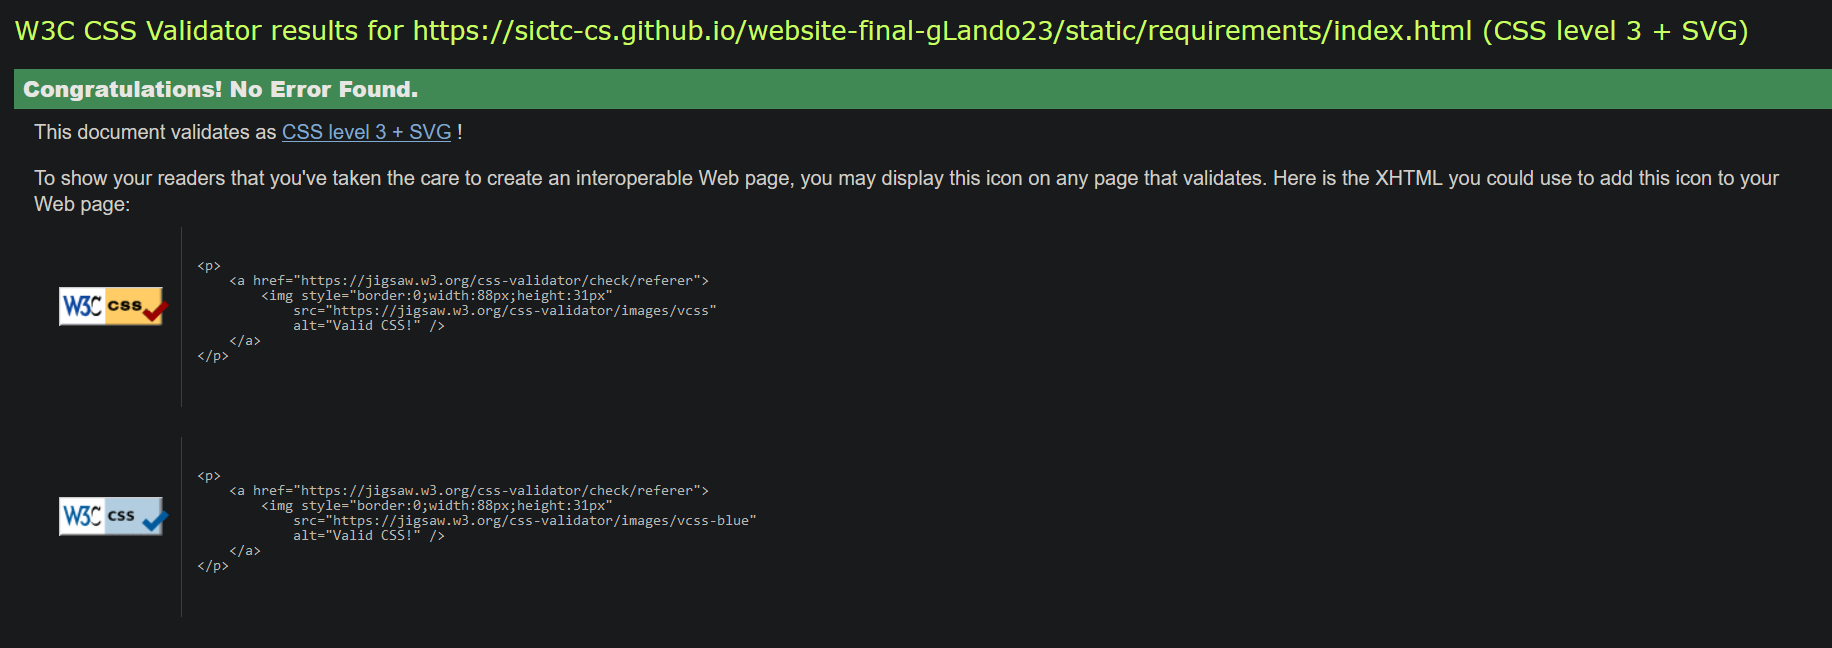 W3C CSS Validator results for https://sictc-cs.github.io/website-final-gLando23/static/requirements/index.html (CSS level 3 + SVG)
Congratulations! No Error Found.
This document validates as CSS level 3 + SVG !
To show your readers that you've taken the care to create an interoperable Web page, you may display this icon on any page that validates. Here is the XHTML you could use to add this icon to your
Web page:
W3C css
<p>
    <a href="https://jigsaw.w3.org/css-validator/check/referer">
        <img style="border:0;width:88px;height:31px"
            src="https://jigsaw.w3.org/css-validator/images/vcss"
            alt="Valid CSS!" />
    </a>
</p>
W3C css
<p>
    <a href="https://jigsaw.w3.org/css-validator/check/referer">
        <img style="border:0;width:88px;height:31px"
            src="https://jigsaw.w3.org/css-validator/images/vcss-blue"
            alt="Valid CSS!" />
    </a>
</p>